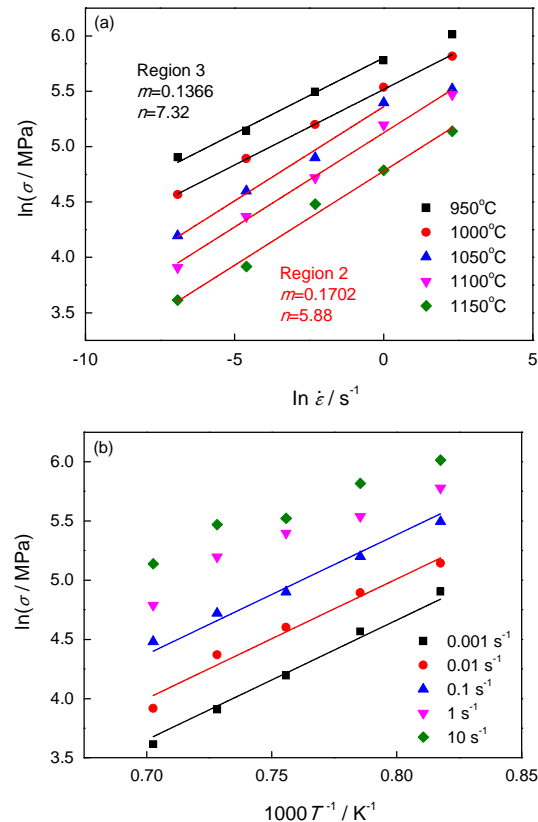 (a)
6.0
5.5
5.0
4.5
4.0
3.5
ln(σ / MPa)
Region 3
m=0.1366
n=7.32
950°C
1000°C
1050°C
1100°C
1150°C
Region 2
m=0.1702
n=5.88
-10 -5 0 5
ln ε̇ / s⁻¹
(b)
6.0
5.5
5.0
4.5
4.0
3.5
ln(σ / MPa)
0.001 s⁻¹
0.01 s⁻¹
0.1 s⁻¹
1 s⁻¹
10 s⁻¹
0.70 0.75 0.80 0.85
1000 T⁻¹ / K⁻¹